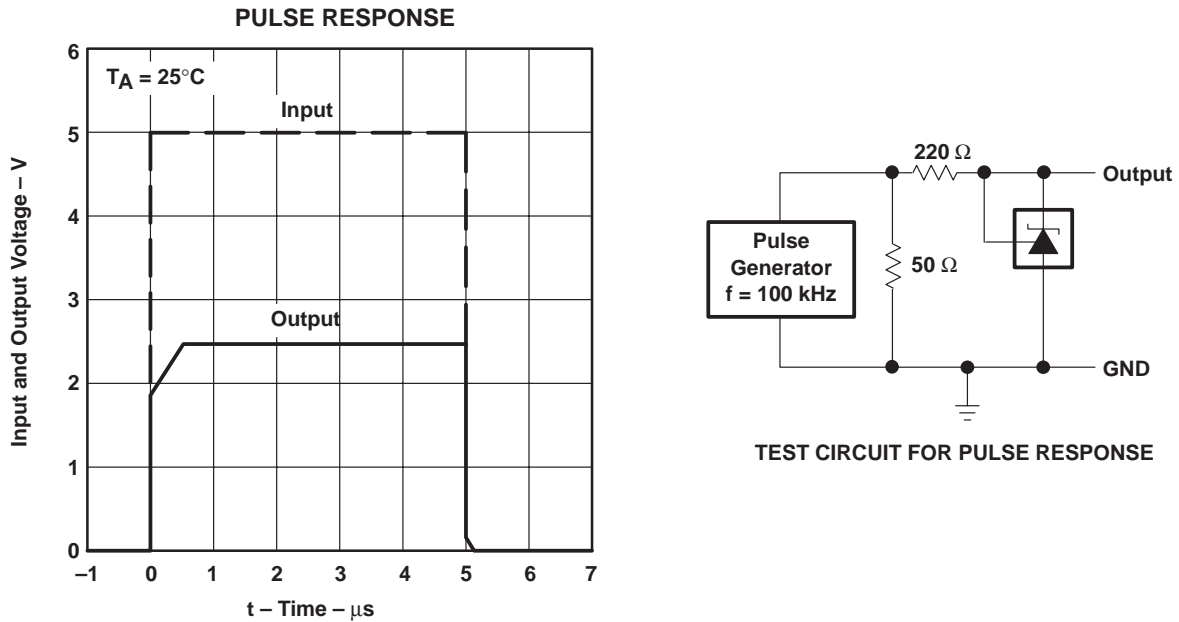 PULSE RESPONSE
6
5
4
3
2
1
0
Input and Output Voltage – V
TA = 25°C
Input
Output
–1 0 1 2 3 4 5 6 7
t – Time – μs
220 Ω
Output
Pulse
Generator
f = 100 kHz
50 Ω
GND
TEST CIRCUIT FOR PULSE RESPONSE